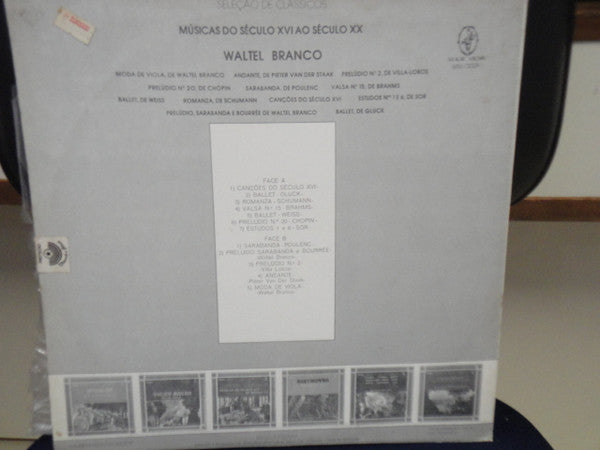 SELEÇÃO DE CLÁSSICOS
MÚSICAS DO SÉCULO XVI AO SÉCULO XX
WALTEL BRANCO
MODA DE VIOLA, DE WALTEL BRANCO ANDANTE, DE PIETER VAN DER STAAK PRELÚDIO Nº 2, DE VILLA-LOBOS
PRELÚDIO Nº 20, DE CHOPIN SARABANDA, DE POULENC VALSA Nº 15, DE BRAHMS
BALLET, DE WEISS ROMANZA, DE SCHUMANN CANÇÕES DO SÉCULO XVI ESTUDOS Nº 1 E 6, DE SOR
PRELÚDIO, SARABANDA E BOURRÉE DE WALTEL BRANCO BALLET, DE GLUCK
FACE A
1) CANÇÕES DO SÉCULO XVI-
2) BALLET -GLUCK-
3) ROMANZA -SCHUMANN-
4) VALSA N.º 15 -BRAHMS-
5) BALLET -WEISS-
6) PRELÚDIO N.º 20 -CHOPIN-
7) ESTUDOS 1 e 6 -SOR-
FACE B
1) SARABANDA -POULENC-
2) PRELÚDIO SARABANDA e BOURRÉE-
-Waltel Branco-
3) PRELÚDIO N.º 2-
-Villa Lobos-
4) ANDANTE-
-Pieter Van Der Staak-
5) MODA DE VIOLA-
-Waltel Branco-
BEETHOVEN